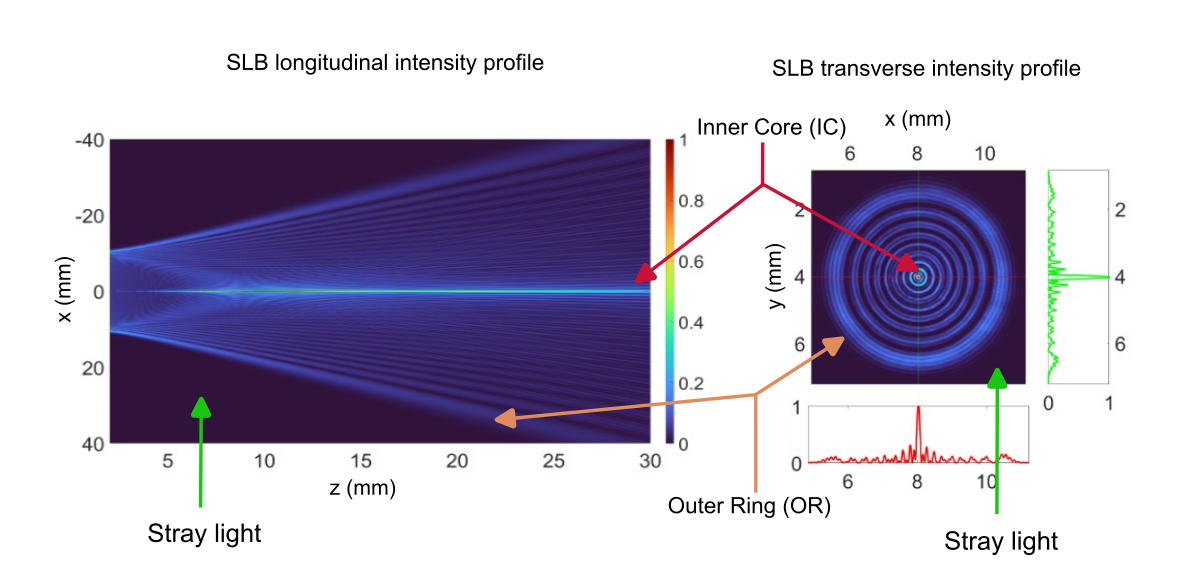 SLB longitudinal intensity profile
SLB transverse intensity profile
Inner Core (IC)
x (mm)
6 8 10
-40
-20
0
20
40
x (mm)
5 10 15 20 25 30
z (mm)
1
0.8
0.6
0.4
0.2
0
2
4
6
y (mm)
2
4
6
0 1
1
0
6 8 10
Outer Ring (OR)
Stray light
Stray light